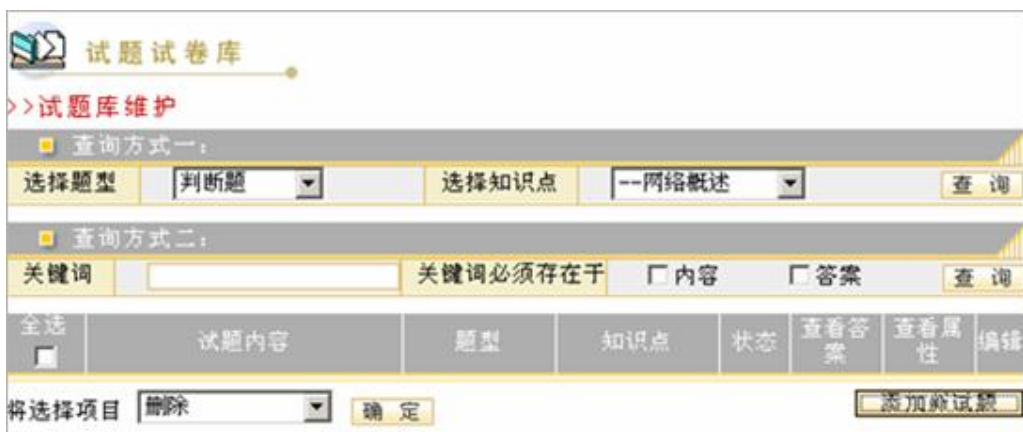 试题试卷库
>>试题库维护
查询方式一：
选择题型 判断题 选择知识点 --网络概述 查 询
查询方式二：
关键词 关键词必须存在于 内容 答案 查 询
全选 试题内容 题型 知识点 状态 查看答案 查看属性 编辑
将选择项目 删除 确 定 添加新试题